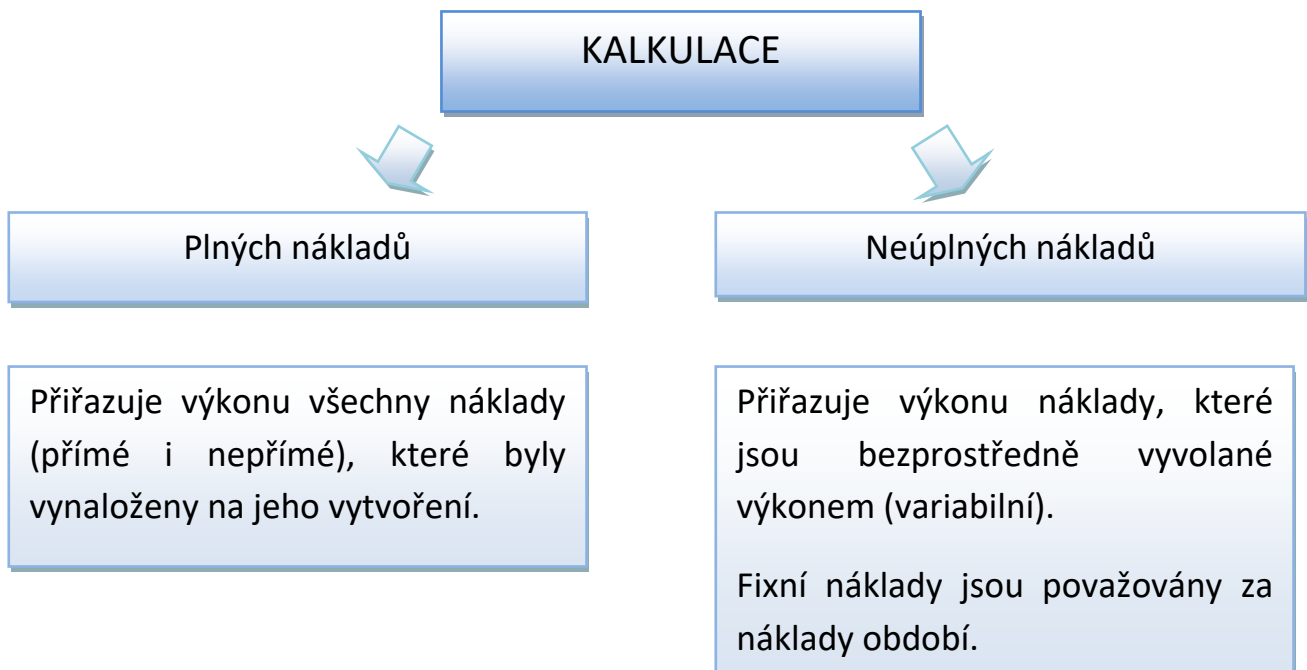 KALKULACE
Plných nákladů
Neúplných nákladů
Přiřazuje výkonu všechny náklady
(přímé i nepřímé), které byly
vynaloženy na jeho vytvoření.
Přiřazuje výkonu náklady, které
jsou bezprostředně vyvolané
výkonem (variabilní).
Fixní náklady jsou považovány za
náklady období.